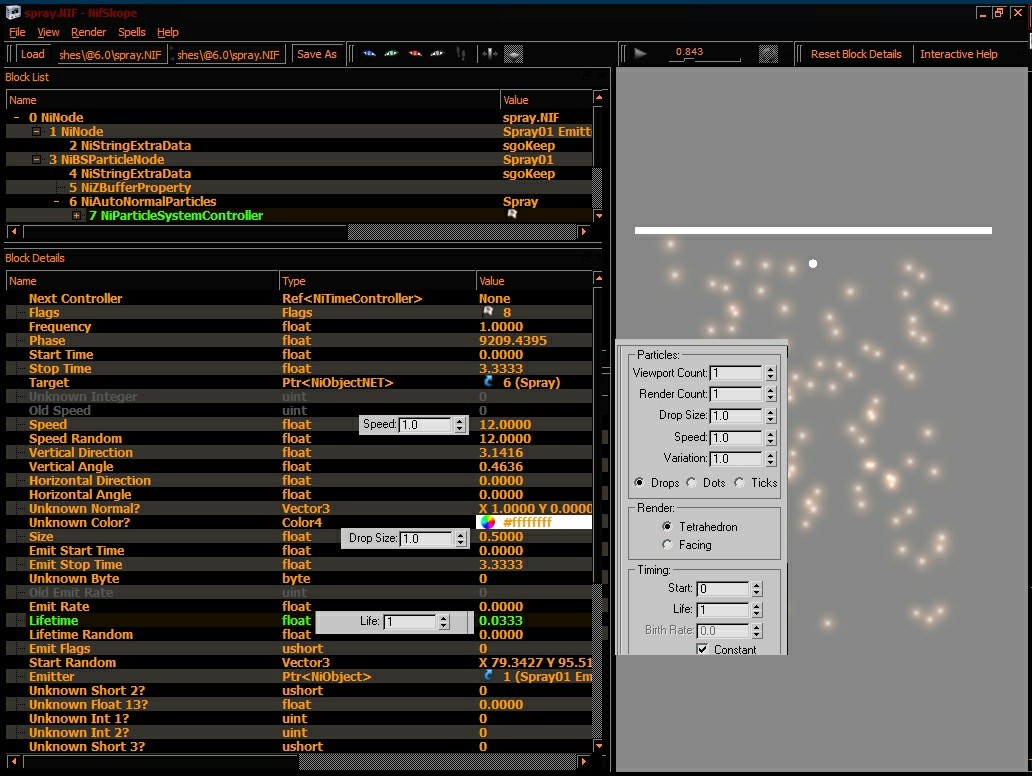 spray.NIF - NifSkope
File View Render Spells Help
Load shes\@6.0\spray.NIF shes\@6.0\spray.NIF Save As 0.843 Reset Block Details Interactive Help
Block List
Name Value
0 NiNode spray.NIF
1 NiNode Spray01 Emitt
2 NiStringExtraData sgoKeep
3 NiBSParticleNode Spray01
4 NiStringExtraData sgoKeep
5 NiZBufferProperty
6 NiAutoNormalParticles Spray
7 NiParticleSystemController
Block Details
Name Type Value
Next Controller Ref<NiTimeController> None
Flags Flags 8
Frequency float 1.0000
Phase float 9209.4395
Start Time float 0.0000
Stop Time float 3.3333
Target Ptr<NiObjectNET> 6 (Spray)
Unknown Integer uint 0
Old Speed uint 0
Speed float Speed: 1.0 12.0000
Speed Random float 12.0000
Vertical Direction float 3.1416
Vertical Angle float 0.4636
Horizontal Direction float 0.0000
Horizontal Angle float 0.0000
Unknown Normal? Vector3 X 1.0000 Y 0.0000
Unknown Color? Color4 #ffffffff
Size float Drop Size: 1.0 0.5000
Emit Start Time float 0.0000
Emit Stop Time float 3.3333
Unknown Byte byte 0
Old Emit Rate uint 0
Emit Rate float 0.0000
Lifetime float Life: 1 0.0333
Lifetime Random float 0.0000
Emit Flags ushort 0
Start Random Vector3 X 79.3427 Y 95.51
Emitter Ptr<NiObject> 1 (Spray01 Em
Unknown Short 2? ushort 0
Unknown Float 13? float 0.0000
Unknown Int 1? uint 0
Unknown Int 2? uint 0
Unknown Short 3? ushort 0
Particles:
Viewport Count: 1
Render Count: 1
Drop Size: 1.0
Speed: 1.0
Variation: 1.0
Drops Dots Ticks
Render:
Tetrahedron
Facing
Timing:
Start: 0
Life: 1
Birth Rate: 0.0
Constant